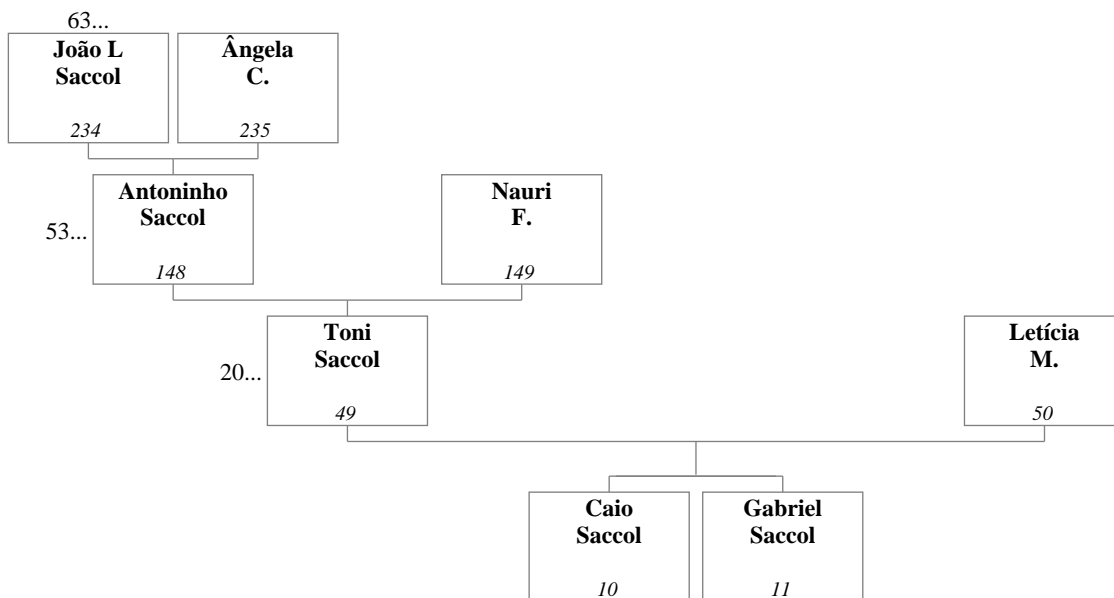 63...
João L
Saccol
234
Ângela
C.
235
53...
Antoninho
Saccol
148
Nauri
F.
149
20...
Toni
Saccol
49
Letícia
M.
50
Caio
Saccol
10
Gabriel
Saccol
11